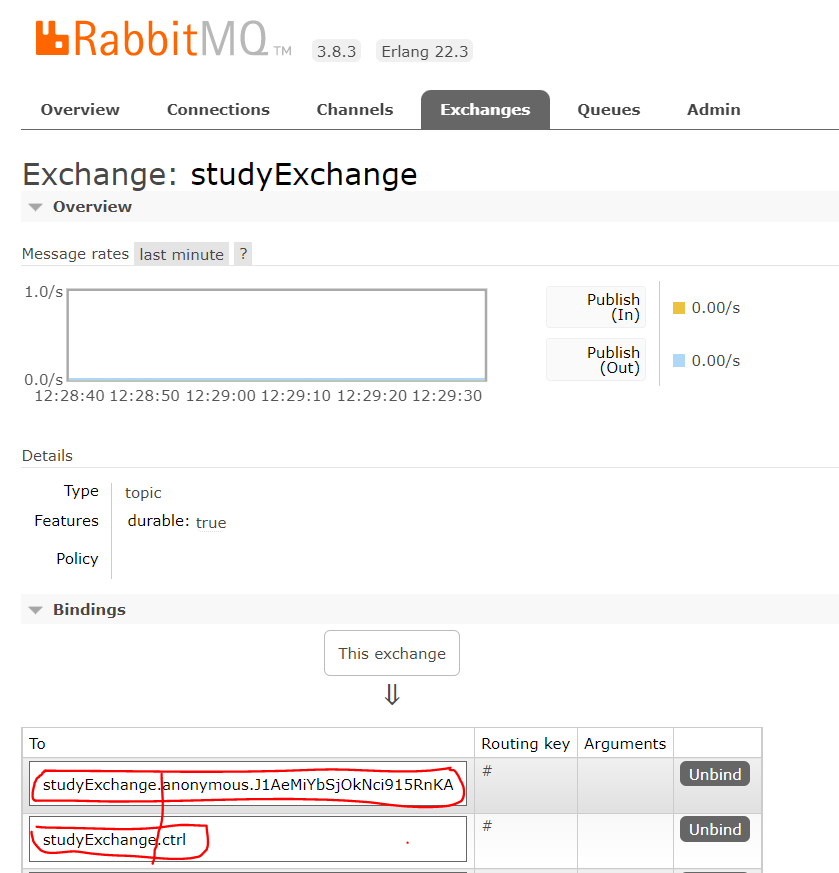 RabbitMQ TM 3.8.3 Erlang 22.3
Overview Connections Channels Exchanges Queues Admin
Exchange: studyExchange
Overview
Message rates last minute ?
1.0/s
0.0/s
12:28:40 12:28:50 12:29:00 12:29:10 12:29:20 12:29:30
Publish
(In)
0.00/s
Publish
(Out)
0.00/s
Details
Type topic
Features durable: true
Policy
Bindings
This exchange
⇓
To Routing key Arguments
studyExchange.anonymous.J1AeMiYbSjOkNci915RnKA # Unbind
studyExchange.ctrl # Unbind